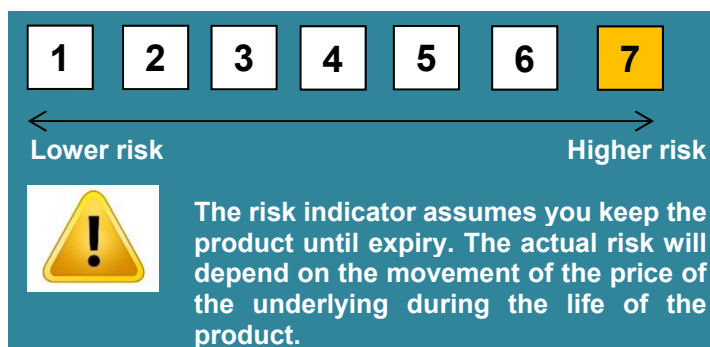 1 2 3 4 5 6 7
Lower risk Higher risk
!
The risk indicator assumes you keep the
product until expiry. The actual risk will
depend on the movement of the price of
the underlying during the life of the
product.